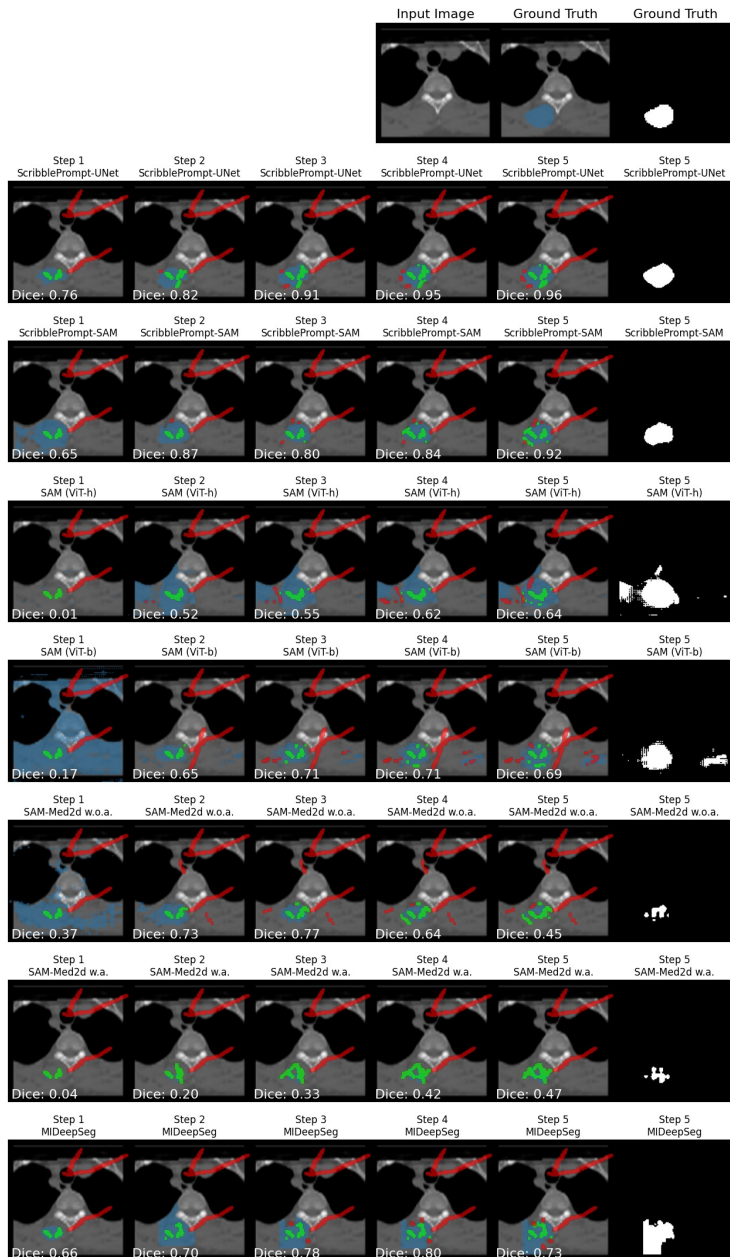 Input Image Ground Truth Ground Truth
Step 1 Step 2 Step 3 Step 4 Step 5 Step 5
ScribblePrompt-UNet ScribblePrompt-UNet ScribblePrompt-UNet ScribblePrompt-UNet ScribblePrompt-UNet ScribblePrompt-UNet
Dice: 0.76 Dice: 0.82 Dice: 0.91 Dice: 0.95 Dice: 0.96
Step 1 Step 2 Step 3 Step 4 Step 5 Step 5
ScribblePrompt-SAM ScribblePrompt-SAM ScribblePrompt-SAM ScribblePrompt-SAM ScribblePrompt-SAM ScribblePrompt-SAM
Dice: 0.65 Dice: 0.87 Dice: 0.80 Dice: 0.84 Dice: 0.92
Step 1 Step 2 Step 3 Step 4 Step 5 Step 5
SAM (ViT-h) SAM (ViT-h) SAM (ViT-h) SAM (ViT-h) SAM (ViT-h) SAM (ViT-h)
Dice: 0.01 Dice: 0.52 Dice: 0.55 Dice: 0.62 Dice: 0.64
Step 1 Step 2 Step 3 Step 4 Step 5 Step 5
SAM (ViT-b) SAM (ViT-b) SAM (ViT-b) SAM (ViT-b) SAM (ViT-b) SAM (ViT-b)
Dice: 0.17 Dice: 0.65 Dice: 0.71 Dice: 0.71 Dice: 0.69
Step 1 Step 2 Step 3 Step 4 Step 5 Step 5
SAM-Med2d w.o.a. SAM-Med2d w.o.a. SAM-Med2d w.o.a. SAM-Med2d w.o.a. SAM-Med2d w.o.a. SAM-Med2d w.o.a.
Dice: 0.37 Dice: 0.73 Dice: 0.77 Dice: 0.64 Dice: 0.45
Step 1 Step 2 Step 3 Step 4 Step 5 Step 5
SAM-Med2d w.a. SAM-Med2d w.a. SAM-Med2d w.a. SAM-Med2d w.a. SAM-Med2d w.a. SAM-Med2d w.a.
Dice: 0.04 Dice: 0.20 Dice: 0.33 Dice: 0.42 Dice: 0.47
Step 1 Step 2 Step 3 Step 4 Step 5 Step 5
MIDeepSeg MIDeepSeg MIDeepSeg MIDeepSeg MIDeepSeg MIDeepSeg
Dice: 0.66 Dice: 0.70 Dice: 0.78 Dice: 0.80 Dice: 0.73